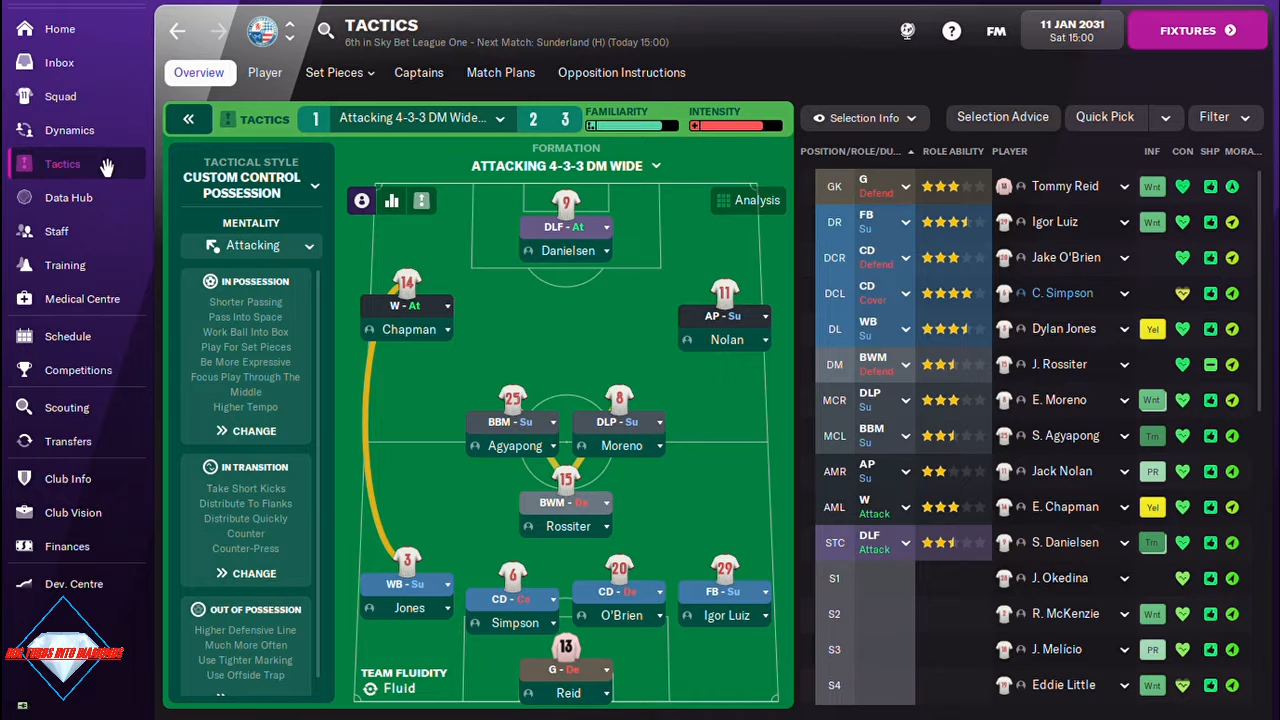 Home
Inbox
Squad
Dynamics
Tactics
Data Hub
Staff
Training
Medical Centre
Schedule
Competitions
Scouting
Transfers
Club Info
Club Vision
Finances
Dev. Centre
TACTICS
6th in Sky Bet League One - Next Match: Sunderland (H) (Today 15:00)
?
FM
11 JAN 2031
Sat 15:00
FIXTURES
Overview
Player
Set Pieces
Captains
Match Plans
Opposition Instructions
TACTICS
1
Attacking 4-3-3 DM Wide...
2
3
FAMILIARITY
INTENSITY
TACTICAL STYLE
CUSTOM CONTROL
POSSESSION
MENTALITY
Attacking
IN POSSESSION
Shorter Passing
Pass Into Space
Work Ball Into Box
Play For Set Pieces
Be More Expressive
Focus Play Through The
Middle
Higher Tempo
CHANGE
IN TRANSITION
Take Short Kicks
Distribute To Flanks
Distribute Quickly
Counter
Counter-Press
CHANGE
OUT OF POSSESSION
Higher Defensive Line
Much More Often
Use Tighter Marking
Use Offside Trap
FORMATION
ATTACKING 4-3-3 DM WIDE
Analysis
9
DLF - At
Danielsen
14
W - At
Chapman
11
AP - Su
Nolan
25
BBM - Su
Agyapong
8
DLP - Su
Moreno
15
BWM - De
Rossiter
3
WB - Su
Jones
6
CD - Co
Simpson
20
CD - De
O'Brien
29
FB - Su
Igor Luiz
13
G - De
Reid
TEAM FLUIDITY
Fluid
Selection Info
Selection Advice
Quick Pick
Filter
POSITION/ROLE/DU... ROLE ABILITY PLAYER INF CON SHP MORA...
GK G Defend Tommy Reid Wnt
DR FB Su Igor Luiz Wnt
DCR CD Defend Jake O'Brien
DCL CD Cover C. Simpson
DL WB Su Dylan Jones Yel
DM BWM Defend J. Rossiter
MCR DLP Su E. Moreno Wnt
MCL BBM Su S. Agyapong Trn
AMR AP Su Jack Nolan PR
AML W Attack E. Chapman Yel
STC DLF Attack S. Danielsen Trn
S1 J. Okedina
S2 R. McKenzie Wnt
S3 J. Melício PR
S4 Eddie Little Wnt